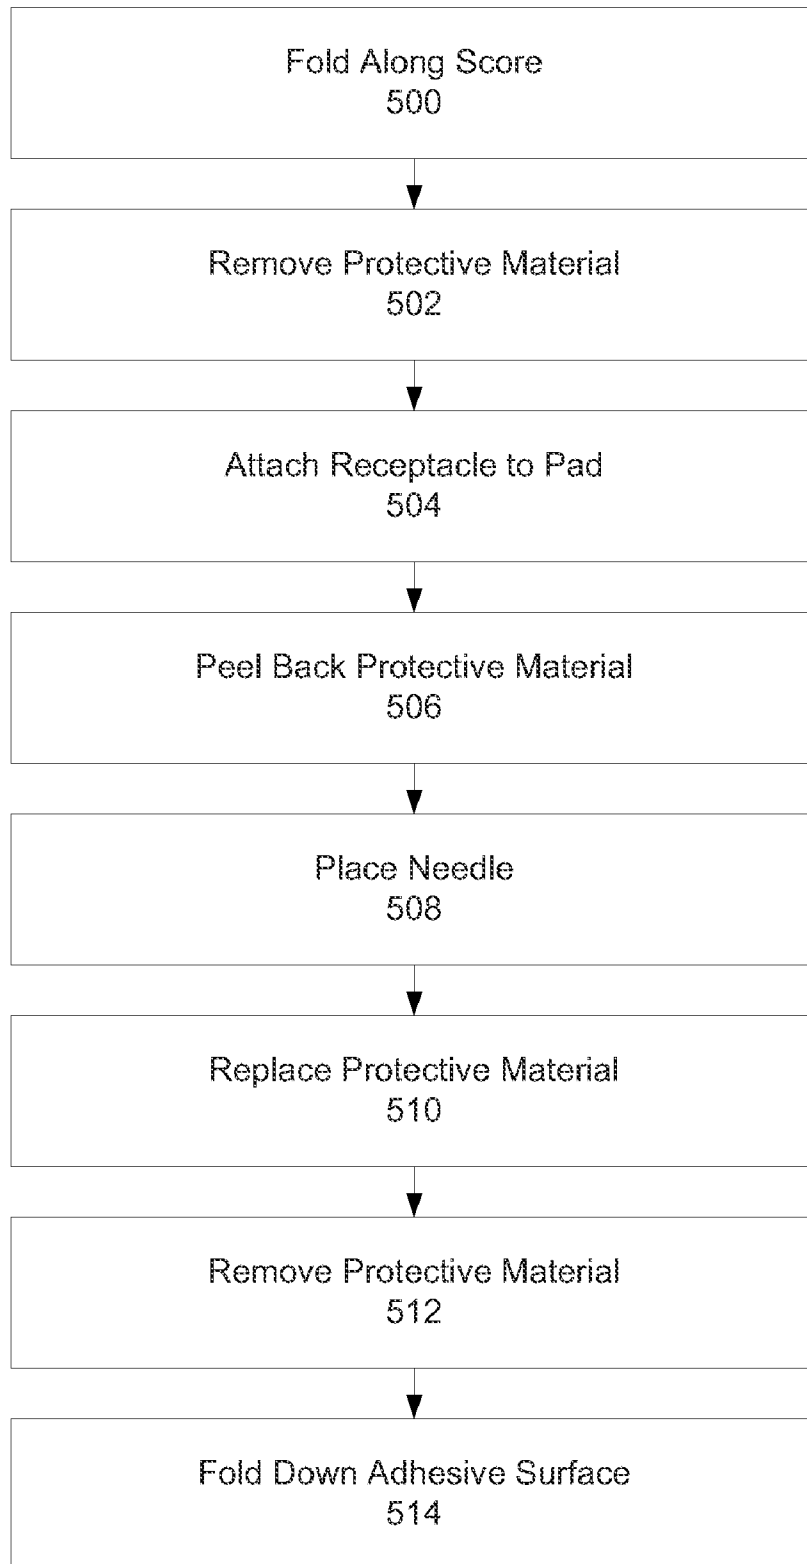 Fold Along Score
500
Remove Protective Material
502
Attach Receptacle to Pad
504
Peel Back Protective Material
506
Place Needle
508
Replace Protective Material
510
Remove Protective Material
512
Fold Down Adhesive Surface
514